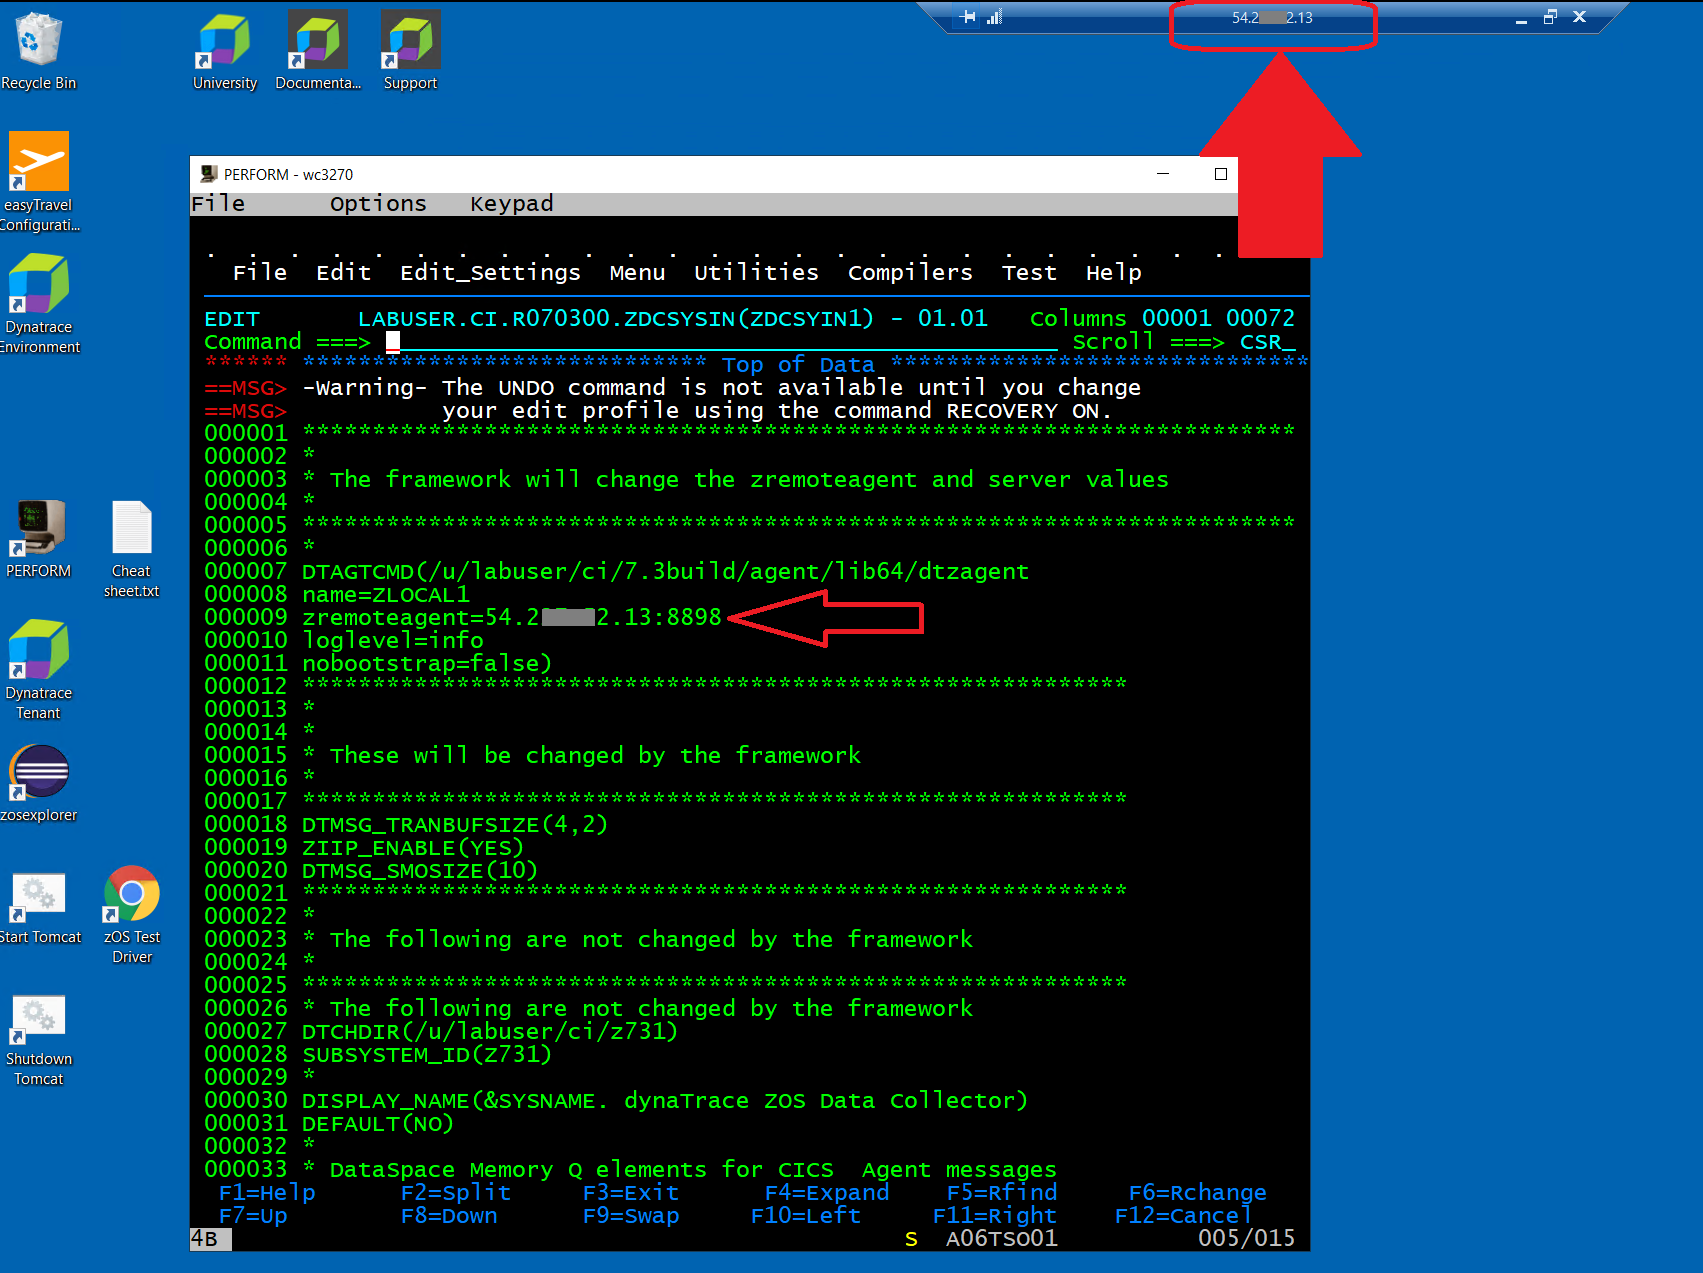 54.2 2.13
Recycle Bin
University
Documenta...
Support
easyTravel
Configurati...
Dynatrace
Environment
PERFORM
Cheat
sheet.txt
Dynatrace
Tenant
zosexplorer
Start Tomcat
zOS Test
Driver
Shutdown
Tomcat
PERFORM - wc3270
File Options Keypad
. . . . . . . . . . . . . . . . . . . . . . . . .
File Edit Edit_Settings Menu Utilities Compilers Test Help
EDIT LABUSER.CI.R070300.ZDCSYSIN(ZDCSYIN1) - 01.01 Columns 00001 00072
Command ===> Scroll ===> CSR
****** ***************************** Top of Data ******************************
==MSG> -Warning- The UNDO command is not available until you change
==MSG> your edit profile using the command RECOVERY ON.
000001 ***********************************************************************
000002 *
000003 * The framework will change the zremoteagent and server values
000004 *
000005 ***********************************************************************
000006 *
000007 DTAGTCMD(/u/labuser/ci/7.3build/agent/lib64/dtzagent
000008 name=ZLOCAL1
000009 zremoteagent=54.2 2.13:8898
000010 loglevel=info
000011 nobootstrap=false)
000012 ***********************************************************
000013 *
000014 *
000015 * These will be changed by the framework
000016 *
000017 ***********************************************************
000018 DTMSG_TRANBUFSIZE(4,2)
000019 ZIIP_ENABLE(YES)
000020 DTMSG_SMOSIZE(10)
000021 ***********************************************************
000022 *
000023 * The following are not changed by the framework
000024 *
000025 ***********************************************************
000026 * The following are not changed by the framework
000027 DTCHDIR(/u/labuser/ci/z731)
000028 SUBSYSTEM_ID(Z731)
000029 *
000030 DISPLAY_NAME(&SYSNAME. dynaTrace ZOS Data Collector)
000031 DEFAULT(NO)
000032 *
000033 * DataSpace Memory Q elements for CICS Agent messages
F1=Help F2=Split F3=Exit F4=Expand F5=Rfind F6=Rchange
F7=Up F8=Down F9=Swap F10=Left F11=Right F12=Cancel
4B S A06TSO01 005/015